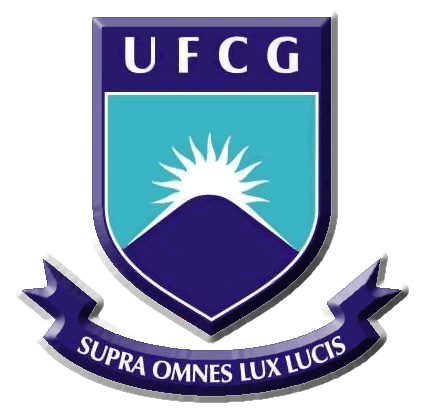 UFCG
SUPRA OMNES LUX LUCIS